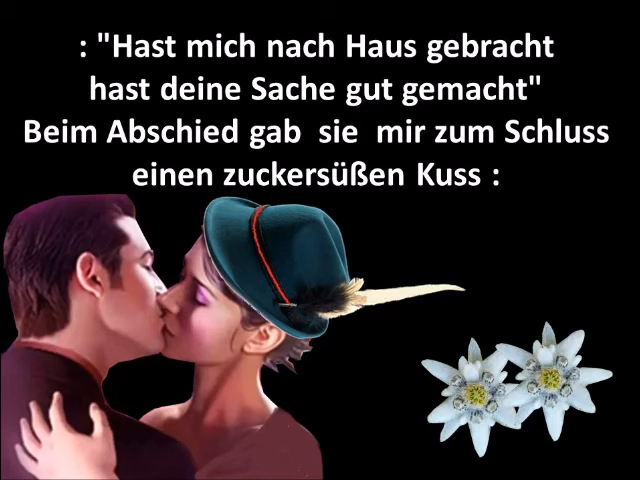 : "Hast mich nach Haus gebracht
hast deine Sache gut gemacht"
Beim Abschied gab sie mir zum Schluss
einen zuckersüßen Kuss :